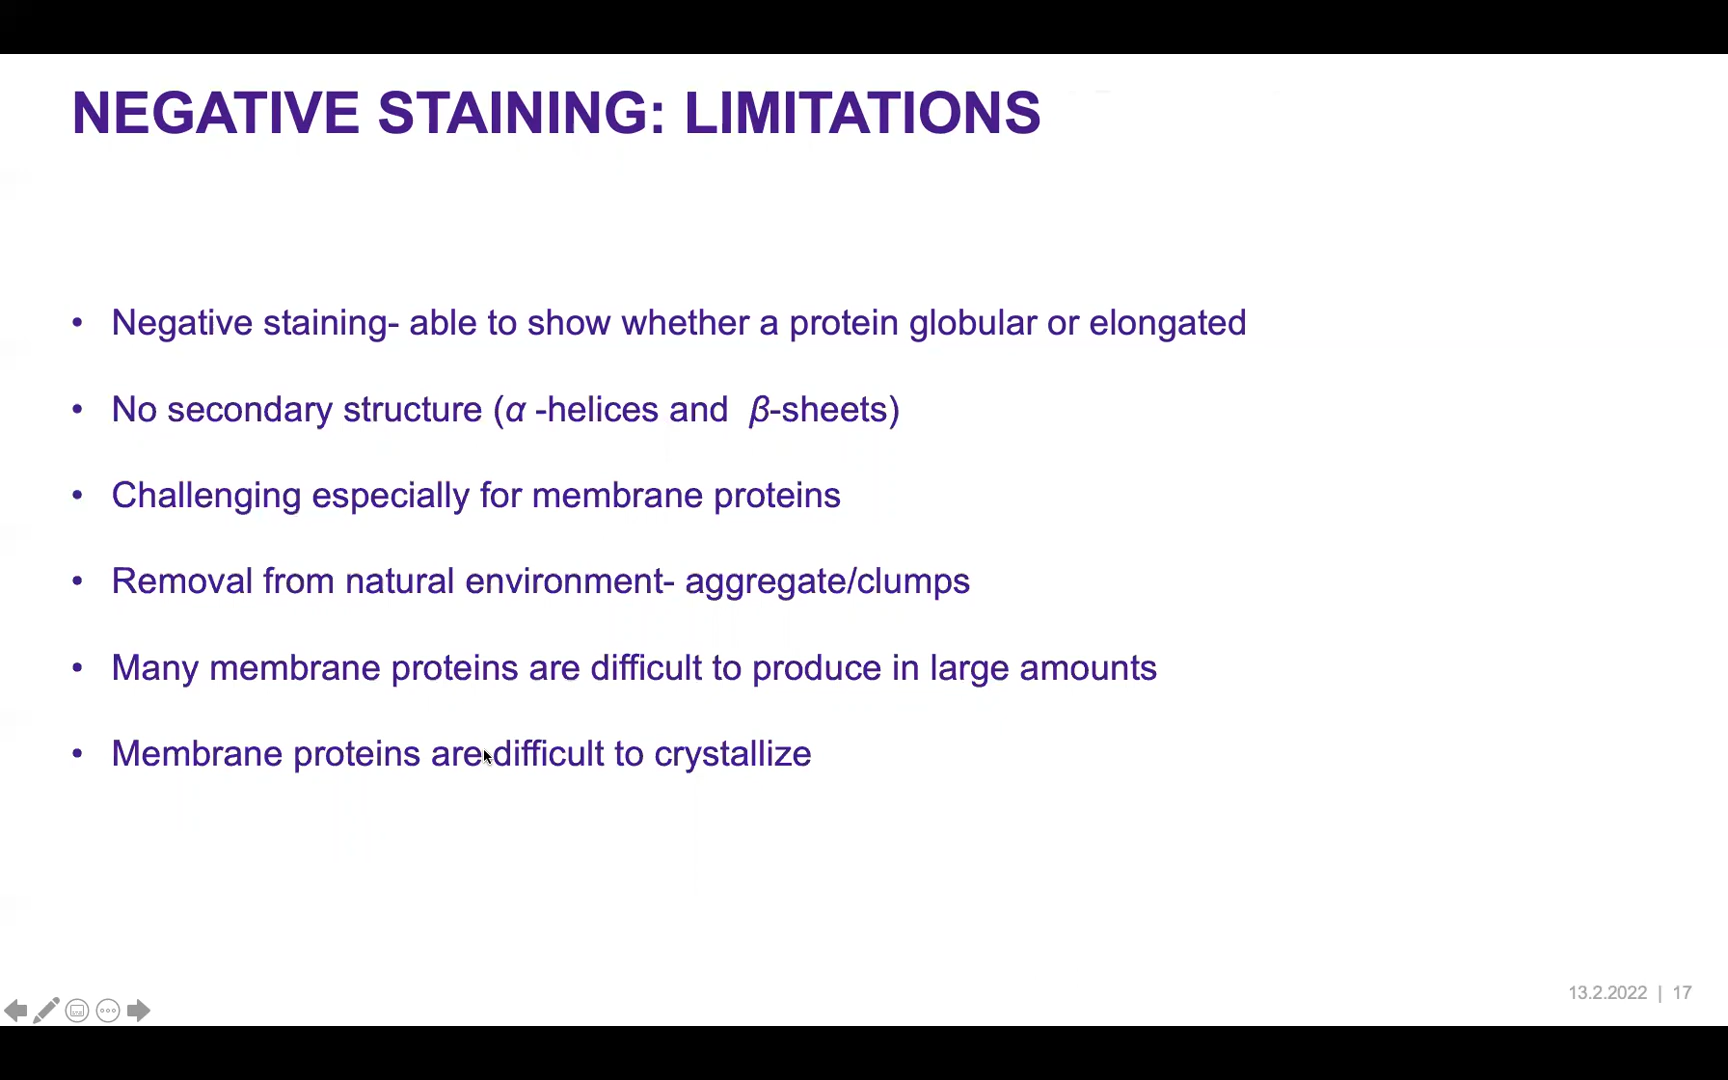 NEGATIVE STAINING: LIMITATIONS
• Negative staining- able to show whether a protein globular or elongated
• No secondary structure (α -helices and β-sheets)
• Challenging especially for membrane proteins
• Removal from natural environment- aggregate/clumps
• Many membrane proteins are difficult to produce in large amounts
• Membrane proteins are difficult to crystallize
13.2.2022 | 17